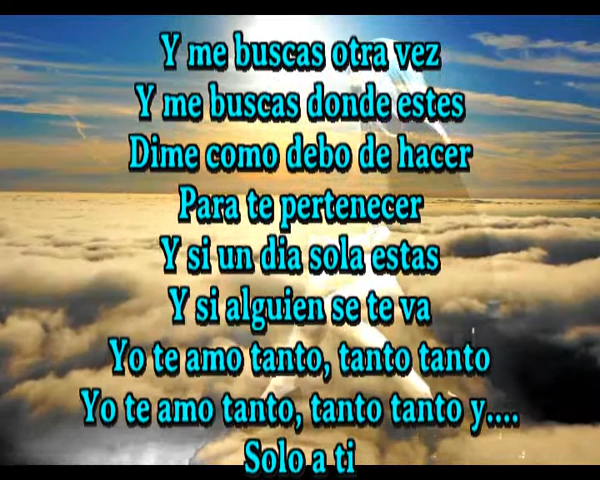 Y me buscas otra vez
Y me buscas donde estes
Dime como debo de hacer
Para te pertenecer
Y si un dia sola estas
Y si alguien se te va
Yo te amo tanto, tanto tanto
Yo te amo tanto, tanto tanto y....
Solo a ti